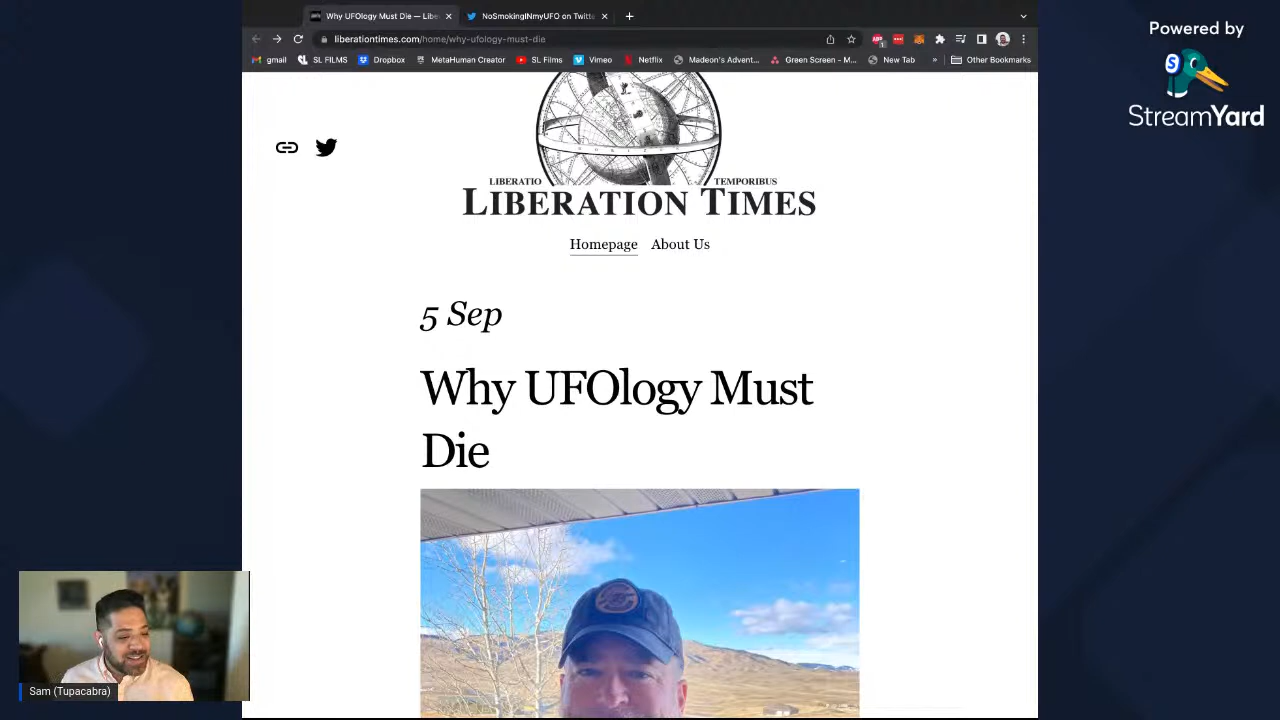 Why UFOlogy Must Die — Libe
NoSmokingINmyUFO on Twitte
liberationtimes.com/home/why-ufology-must-die
gmail
SL FILMS
Dropbox
MetaHuman Creator
SL Films
Vimeo
Netflix
Madeon's Advent...
Green Screen - M...
New Tab
»
Other Bookmarks
Powered by
StreamYard
LIBERATIO TEMPORIBUS
LIBERATION TIMES
Homepage About Us
5 Sep
Why UFOlogy Must
Die
Sam (Tupacabra)